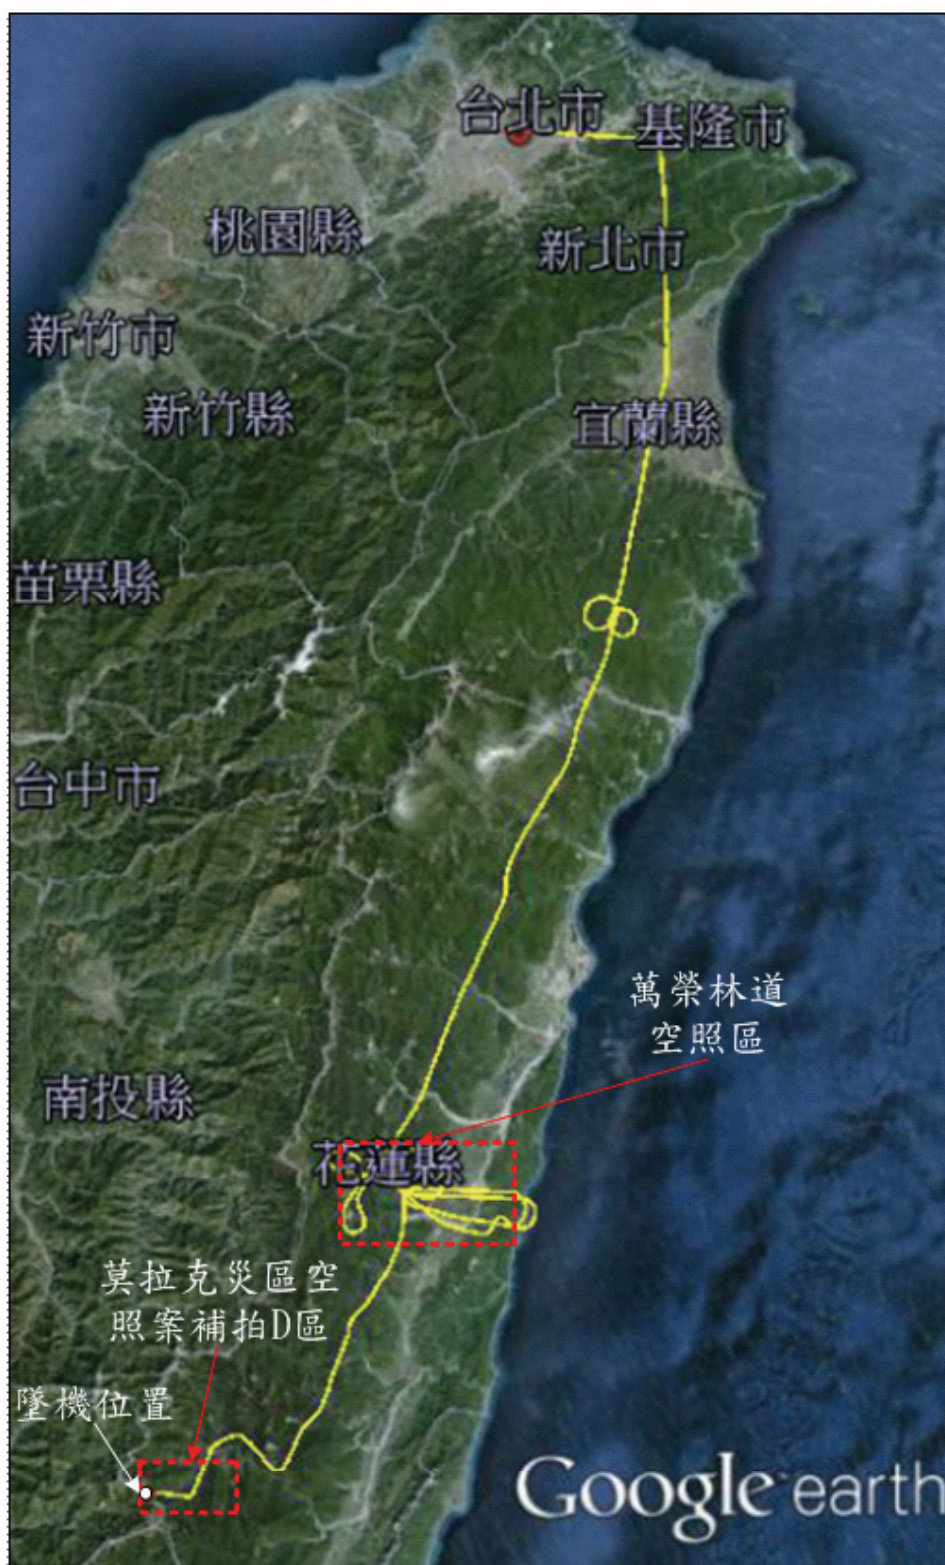 台北市
基隆市
桃園縣
新北市
新竹市
新竹縣
宜蘭縣
苗栗縣
台中市
萬榮林道
空照區
南投縣
花蓮縣
莫拉克災區空
照案補拍D區
墜機位置
Google earth